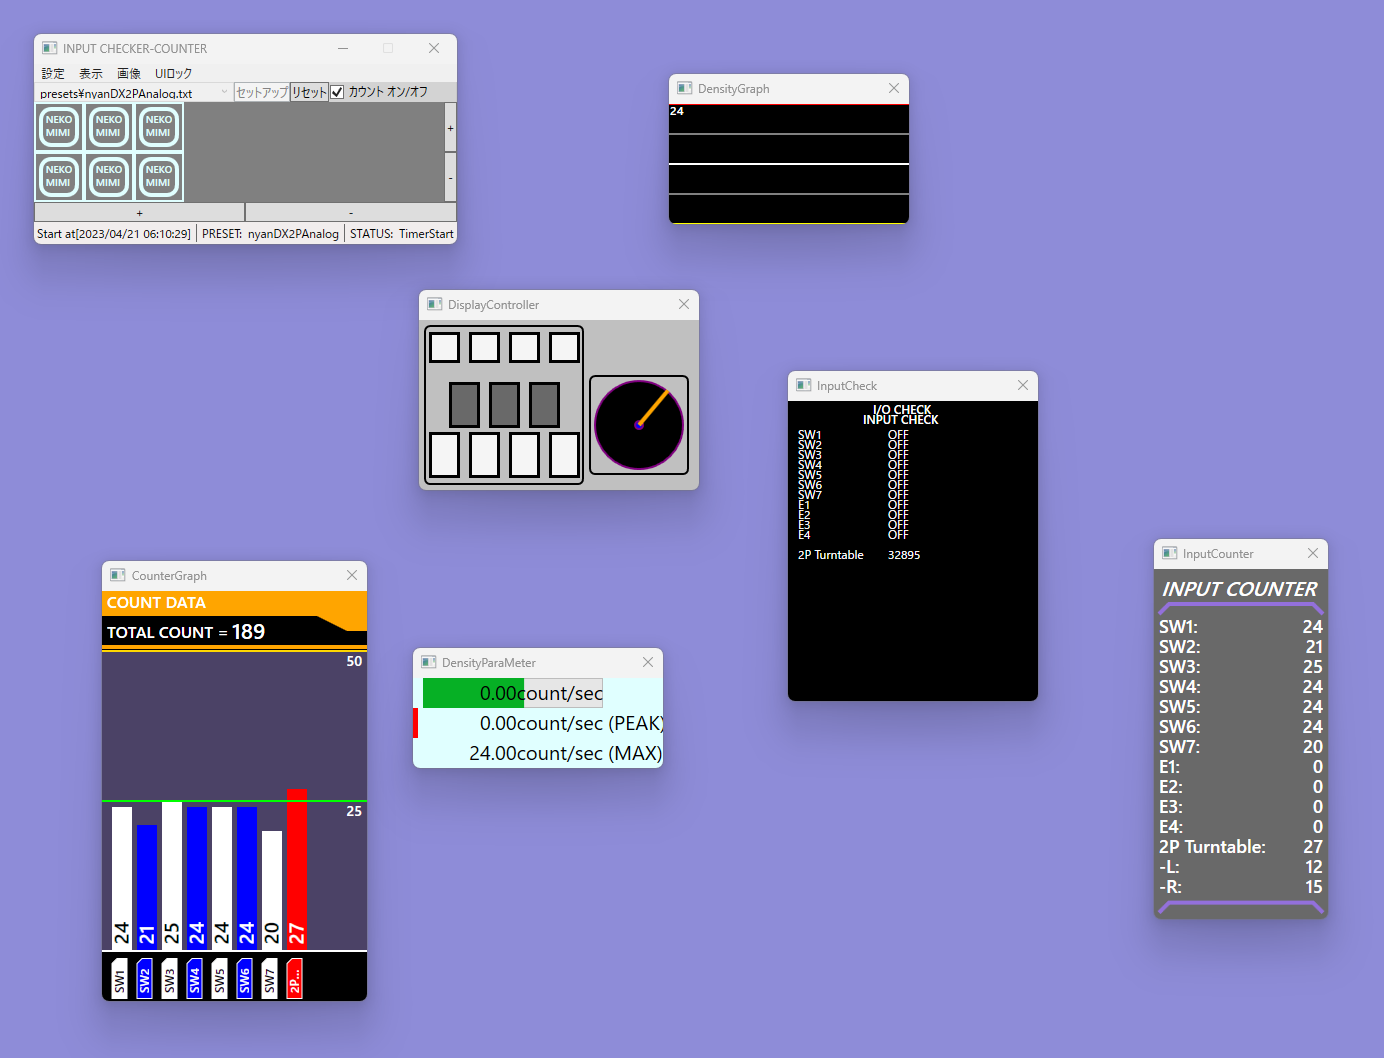 INPUT CHECKER-COUNTER
設定 表示 画像 UIロック
presets¥nyanDX2PAnalog.txt セットアップ リセット カウント オン/オフ
NEKO MIMI NEKO MIMI NEKO MIMI
NEKO MIMI NEKO MIMI NEKO MIMI
+
-
+ -
Start at[2023/04/21 06:10:29] PRESET: nyanDX2PAnalog STATUS: TimerStart
DensityGraph
24
DisplayController
InputCheck
I/O CHECK
INPUT CHECK
SW1 OFF
SW2 OFF
SW3 OFF
SW4 OFF
SW5 OFF
SW6 OFF
SW7 OFF
E1 OFF
E2 OFF
E3 OFF
E4 OFF
2P Turntable 32895
CounterGraph
COUNT DATA
TOTAL COUNT = 189
50
25
24 21 25 24 24 24 20 27
SW1 SW2 SW3 SW4 SW5 SW6 SW7 2P...
DensityParaMeter
0.00count/sec
0.00count/sec (PEAK)
24.00count/sec (MAX)
InputCounter
INPUT COUNTER
SW1: 24
SW2: 21
SW3: 25
SW4: 24
SW5: 24
SW6: 24
SW7: 20
E1: 0
E2: 0
E3: 0
E4: 0
2P Turntable: 27
-L: 12
-R: 15